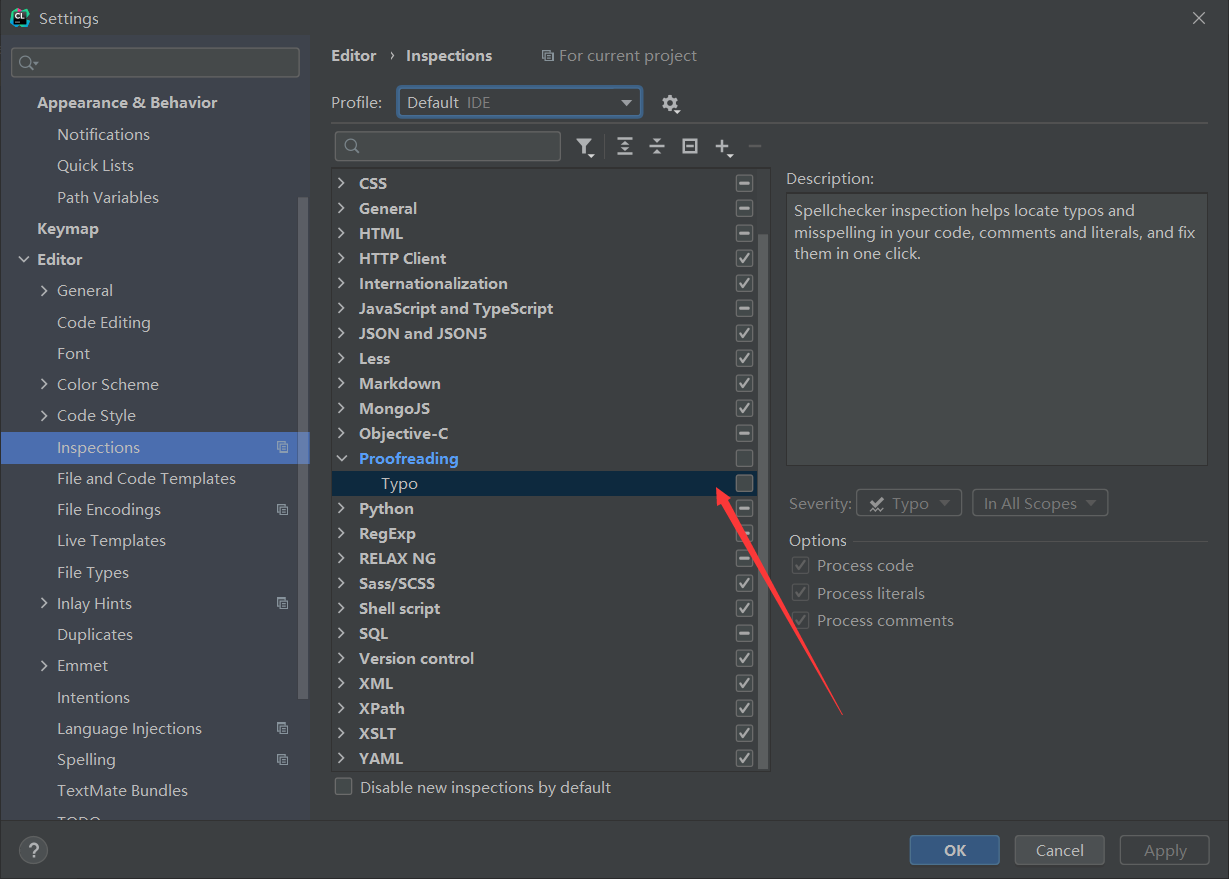 CL
Settings
Appearance & Behavior
Notifications
Quick Lists
Path Variables
Keymap
Editor
General
Code Editing
Font
Color Scheme
Code Style
Inspections
File and Code Templates
File Encodings
Live Templates
File Types
Inlay Hints
Duplicates
Emmet
Intentions
Language Injections
Spelling
TextMate Bundles
TODO
Editor › Inspections For current project
Profile: Default IDE
CSS
General
HTML
HTTP Client
Internationalization
JavaScript and TypeScript
JSON and JSON5
Less
Markdown
MongoJS
Objective-C
Proofreading
Typo
Python
RegExp
RELAX NG
Sass/SCSS
Shell script
SQL
Version control
XML
XPath
XSLT
YAML
Disable new inspections by default
Description:
Spellchecker inspection helps locate typos and
misspelling in your code, comments and literals, and fix
them in one click.
Severity: Typo In All Scopes
Options
Process code
Process literals
Process comments
?
OK Cancel Apply